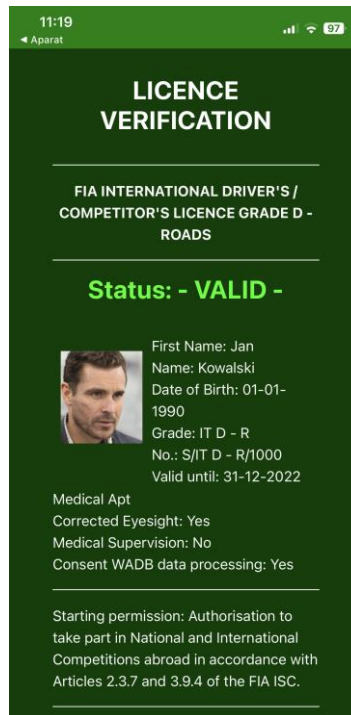 11:19
97
◀ Aparat
LICENCE
VERIFICATION
FIA INTERNATIONAL DRIVER'S /
COMPETITOR'S LICENCE GRADE D -
ROADS
Status: - VALID -
First Name: Jan
Name: Kowalski
Date of Birth: 01-01-
1990
Grade: IT D - R
No.: S/IT D - R/1000
Valid until: 31-12-2022
Medical Apt
Corrected Eyesight: Yes
Medical Supervision: No
Consent WADB data processing: Yes
Starting permission: Authorisation to
take part in National and International
Competitions abroad in accordance with
Articles 2.3.7 and 3.9.4 of the FIA ISC.